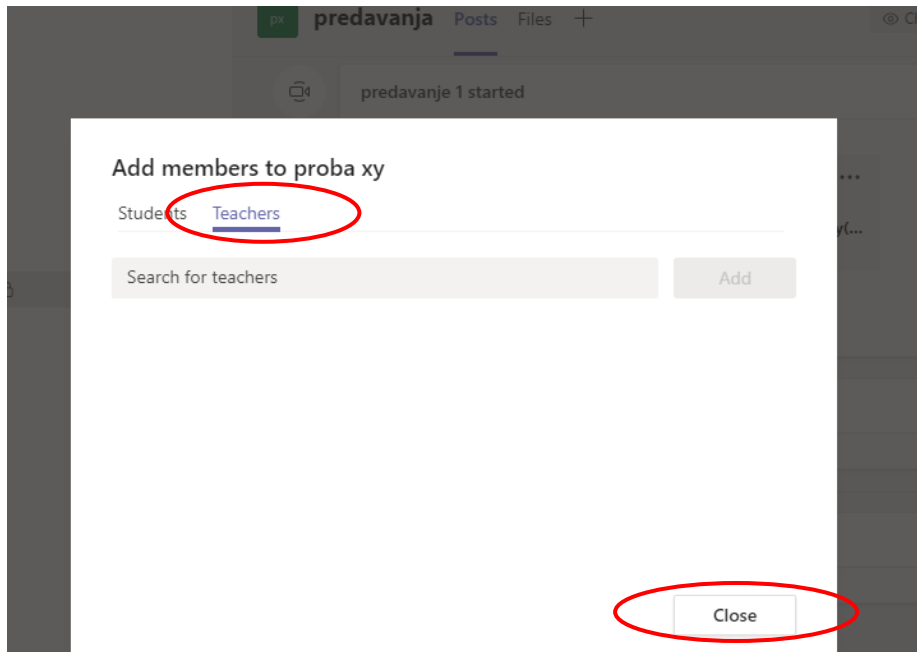 px predavanja Posts Files +
predavanje 1 started
Add members to proba xy
Students Teachers
Search for teachers Add
Close